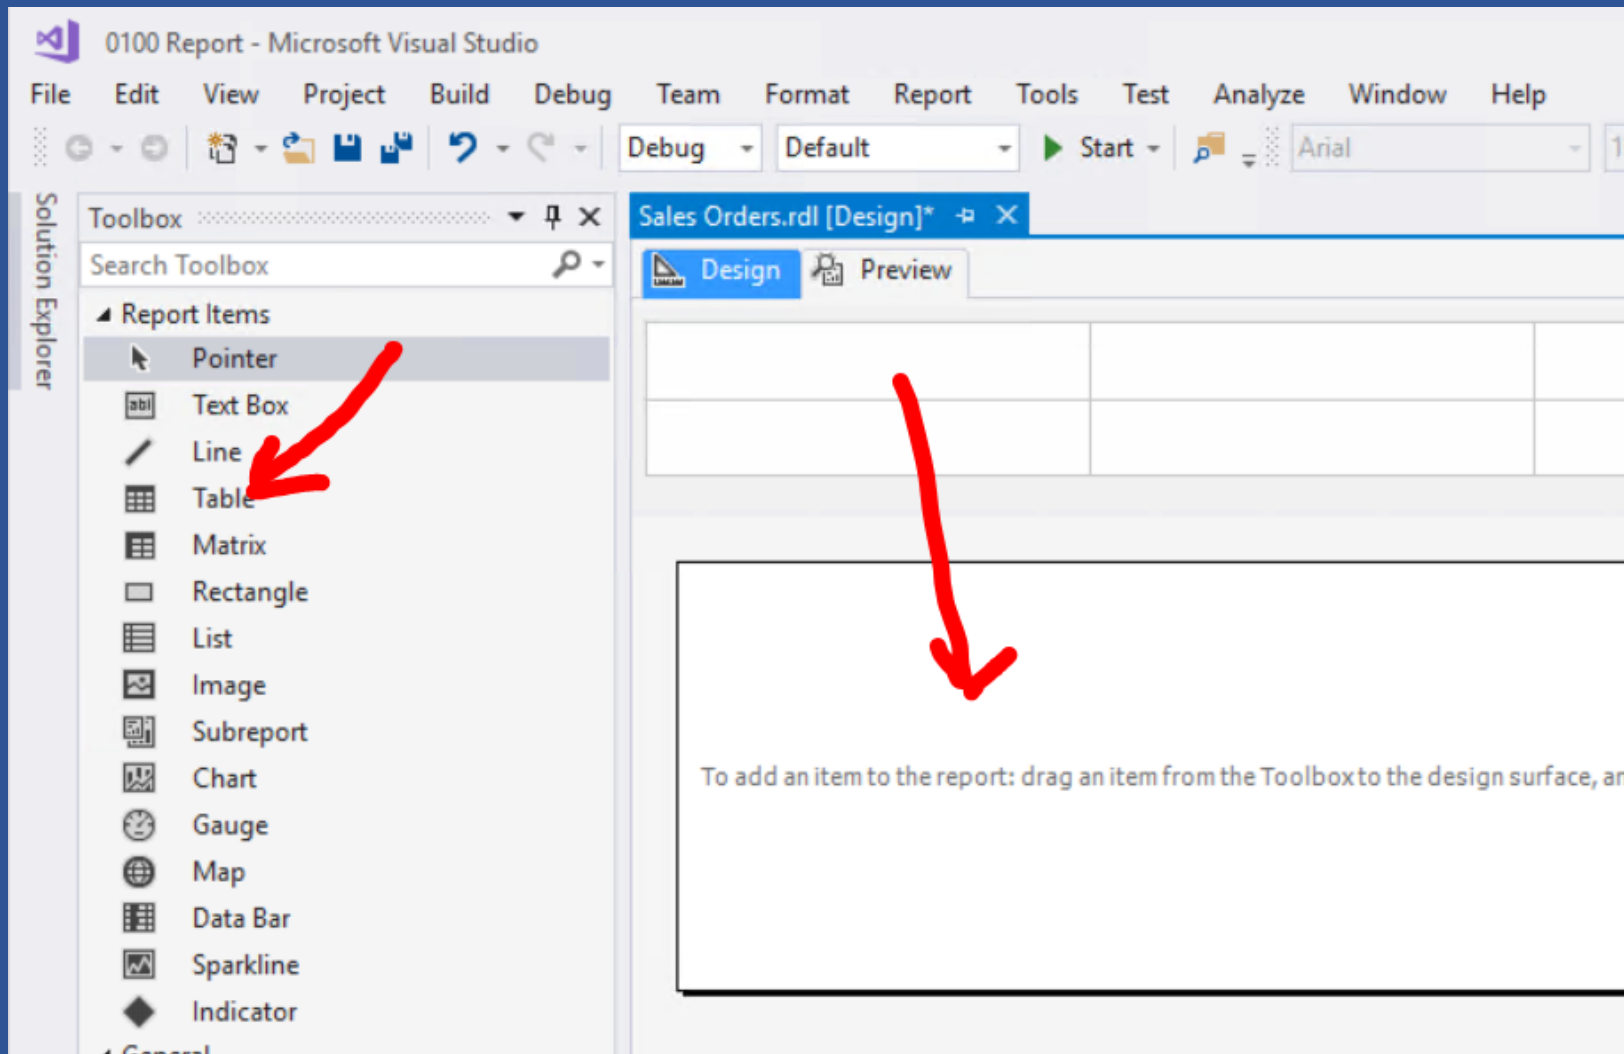 0100 Report - Microsoft Visual Studio
File Edit View Project Build Debug Team Format Report Tools Test Analyze Window Help
Debug Default Start Arial
Solution Explorer
Toolbox
Sales Orders.rdl [Design]*
Search Toolbox
Design Preview
Report Items
Pointer
abl Text Box
Line
Table
Matrix
Rectangle
List
Image
Subreport
To add an item to the report: drag an item from the Toolbox to the design surface,
Chart
Gauge
Map
Data Bar
Sparkline
Indicator
General